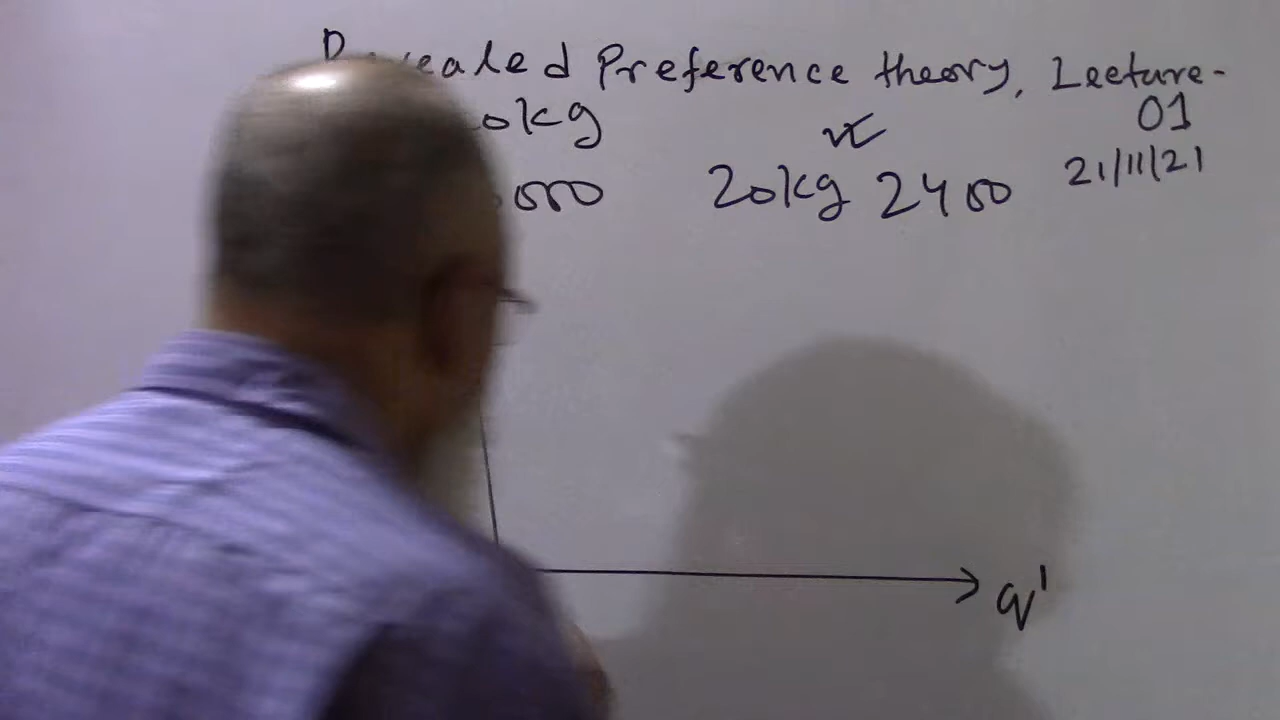 Preference theory, Lecture-
01
21/11/21
20kg 2400
q'